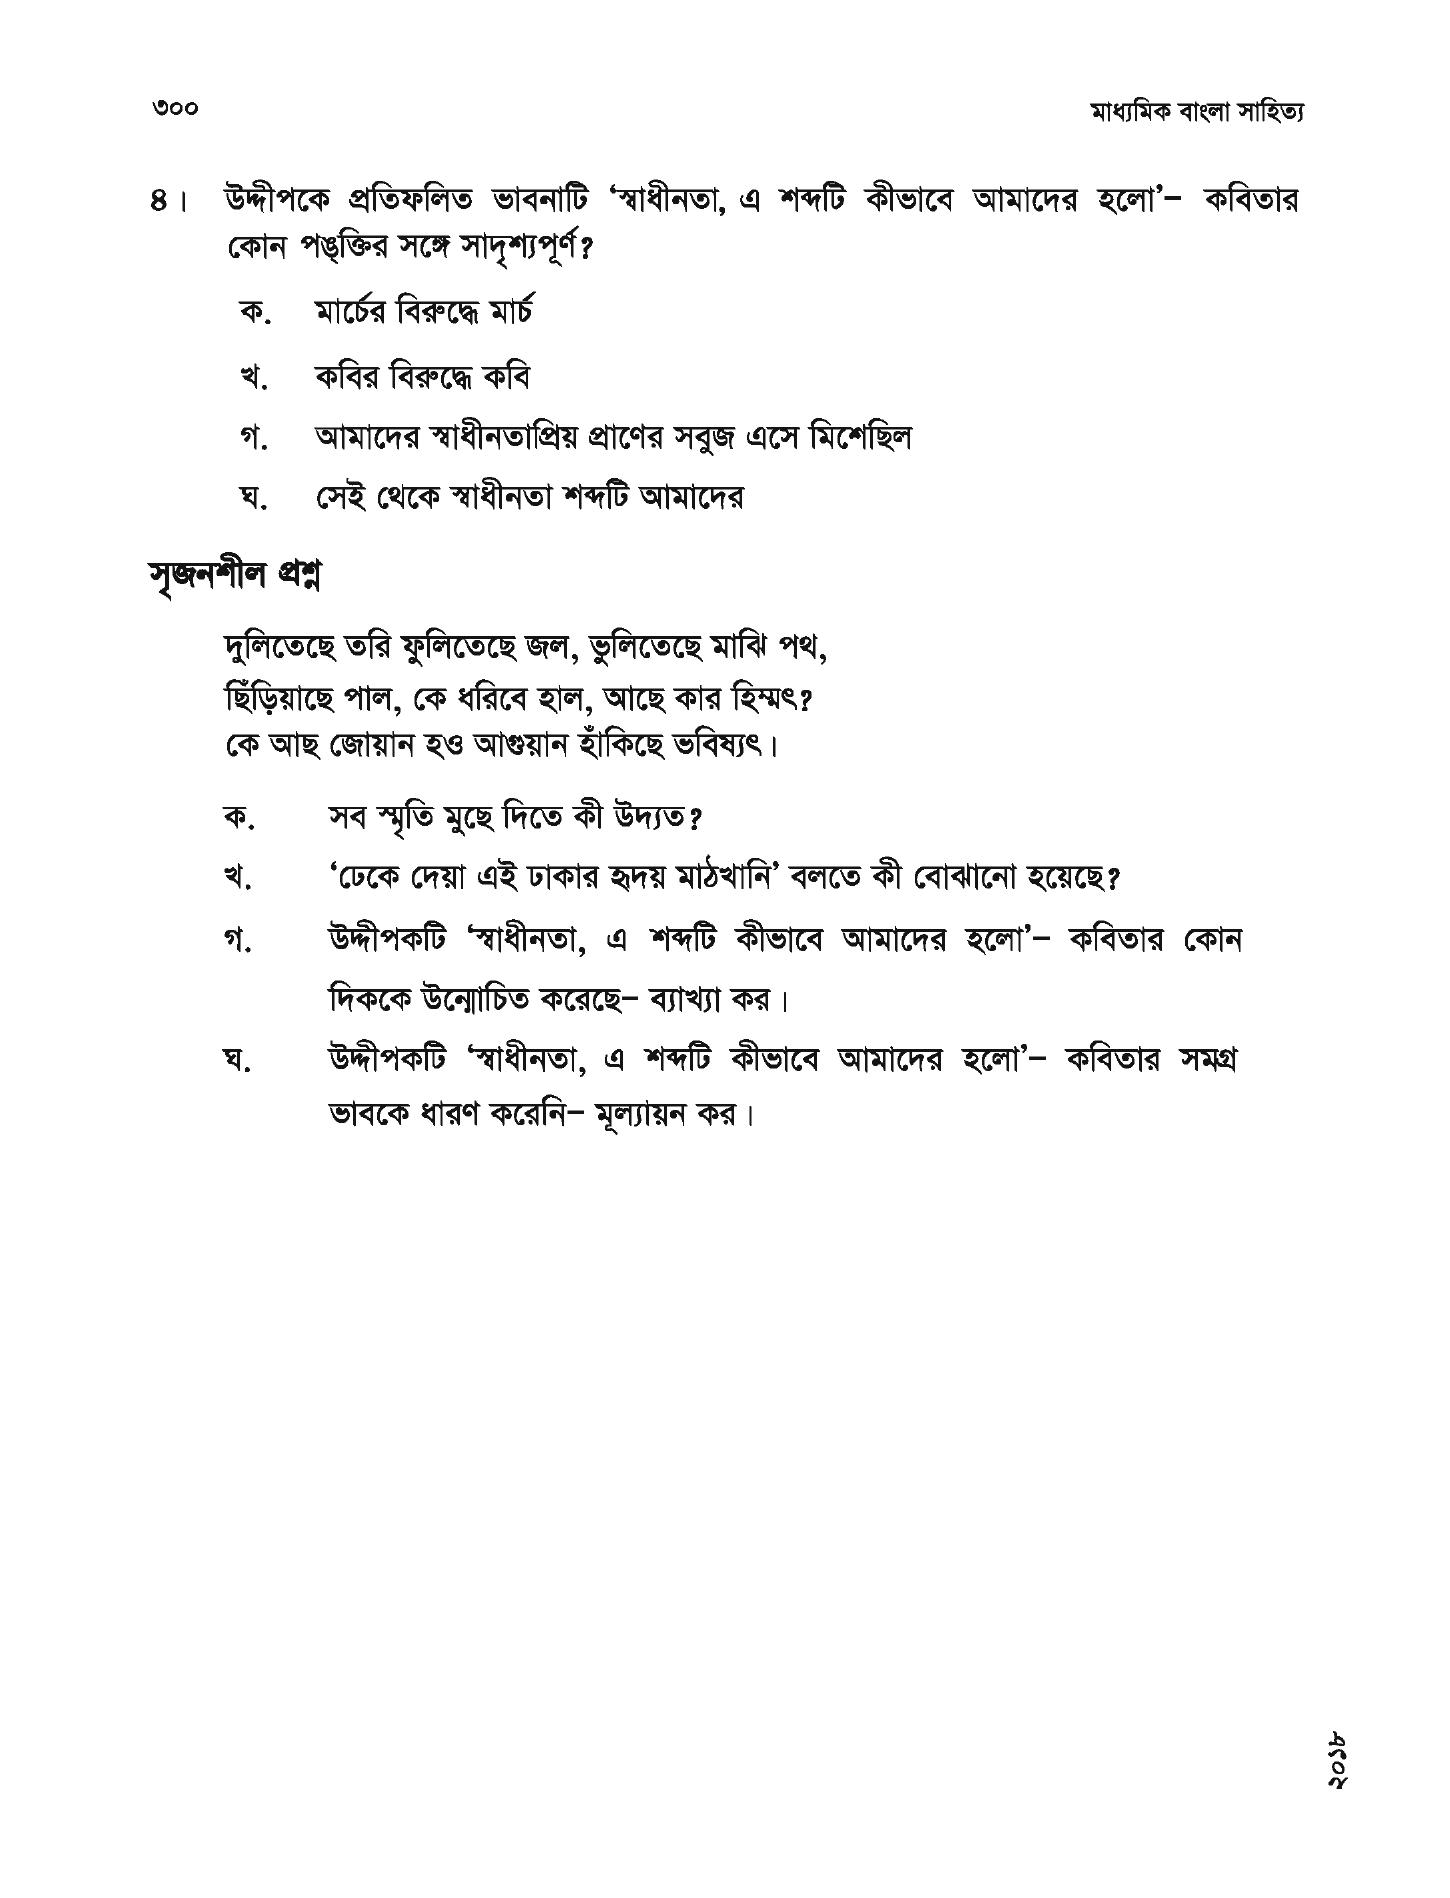 ৩০০
মাধ্যমিক বাংলা সাহিত্য
৪। উদ্দীপকে প্রতিফলিত ভাবনাটি ‘স্বাধীনতা, এ শব্দটি কীভাবে আমাদের হলো’– কবিতার
কোন পঙ্‌ক্তির সঙ্গে সাদৃশ্যপূর্ণ?
ক. মার্চের বিরুদ্ধে মার্চ
খ. কবির বিরুদ্ধে কবি
গ. আমাদের স্বাধীনতাপ্রিয় প্রাণের সবুজ এসে মিশেছিল
ঘ. সেই থেকে স্বাধীনতা শব্দটি আমাদের
সৃজনশীল প্রশ্ন
দুলিতেছে তরি ফুলিতেছে জল, ভুলিতেছে মাঝি পথ,
ছিঁড়িয়াছে পাল, কে ধরিবে হাল, আছে কার হিম্মৎ?
কে আছ জোয়ান হও আগুয়ান হাঁকিছে ভবিষ্যৎ।
ক. সব স্মৃতি মুছে দিতে কী উদ্যত?
খ. ‘ঢেকে দেয়া এই ঢাকার হৃদয় মাঠখানি’ বলতে কী বোঝানো হয়েছে?
গ. উদ্দীপকটি ‘স্বাধীনতা, এ শব্দটি কীভাবে আমাদের হলো’– কবিতার কোন
দিককে উন্মোচিত করেছে– ব্যাখ্যা কর।
ঘ. উদ্দীপকটি ‘স্বাধীনতা, এ শব্দটি কীভাবে আমাদের হলো’– কবিতার সমগ্র
ভাবকে ধারণ করেনি– মূল্যায়ন কর।
২০১৮